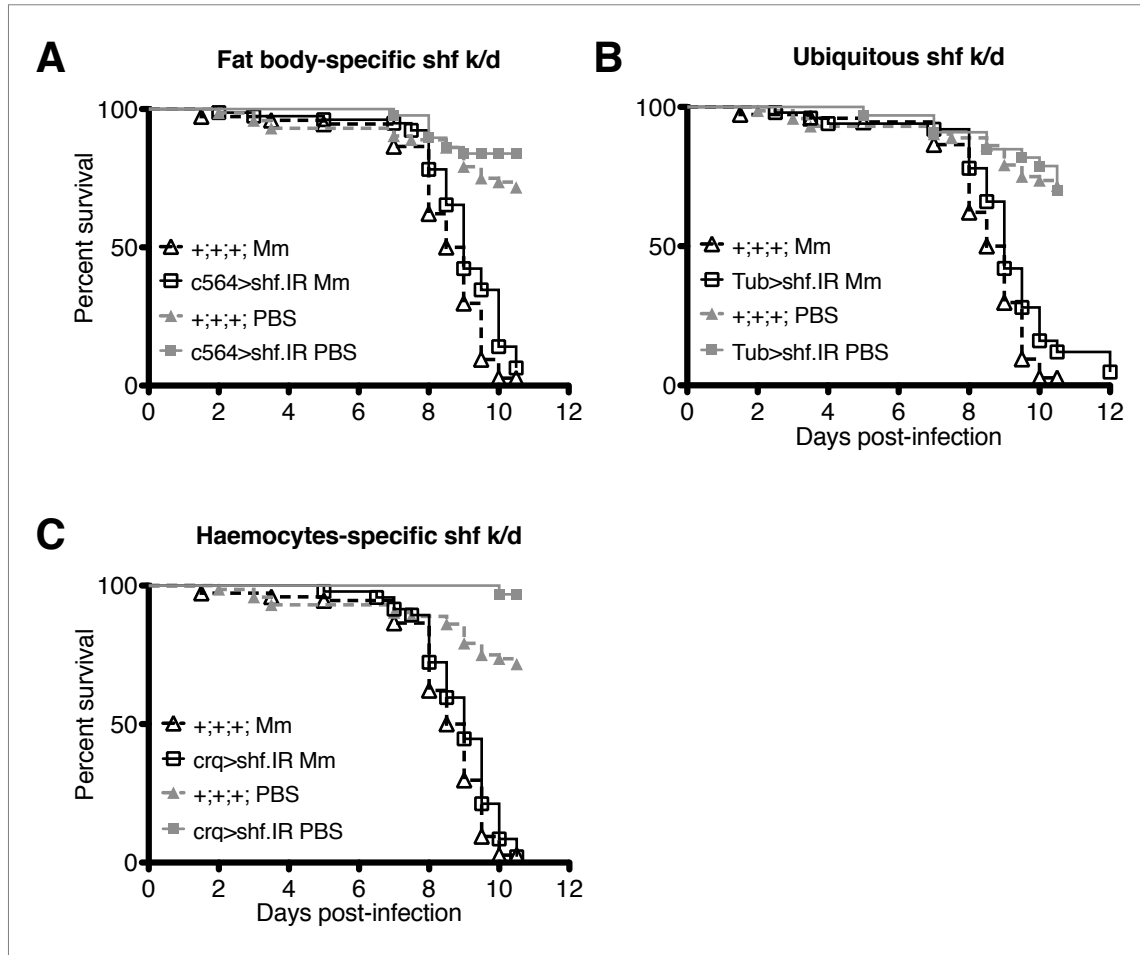 A
Fat body-specific shf k/d
Percent survival
100
50
0
+;+;+; Mm
c564>shf.IR Mm
+;+;+; PBS
c564>shf.IR PBS
0 2 4 6 8 10 12
B
Ubiquitous shf k/d
100
50
0
+;+;+; Mm
Tub>shf.IR Mm
+;+;+; PBS
Tub>shf.IR PBS
0 2 4 6 8 10 12
Days post-infection
C
Haemocytes-specific shf k/d
Percent survival
100
50
0
+;+;+; Mm
crq>shf.IR Mm
+;+;+; PBS
crq>shf.IR PBS
0 2 4 6 8 10 12
Days post-infection